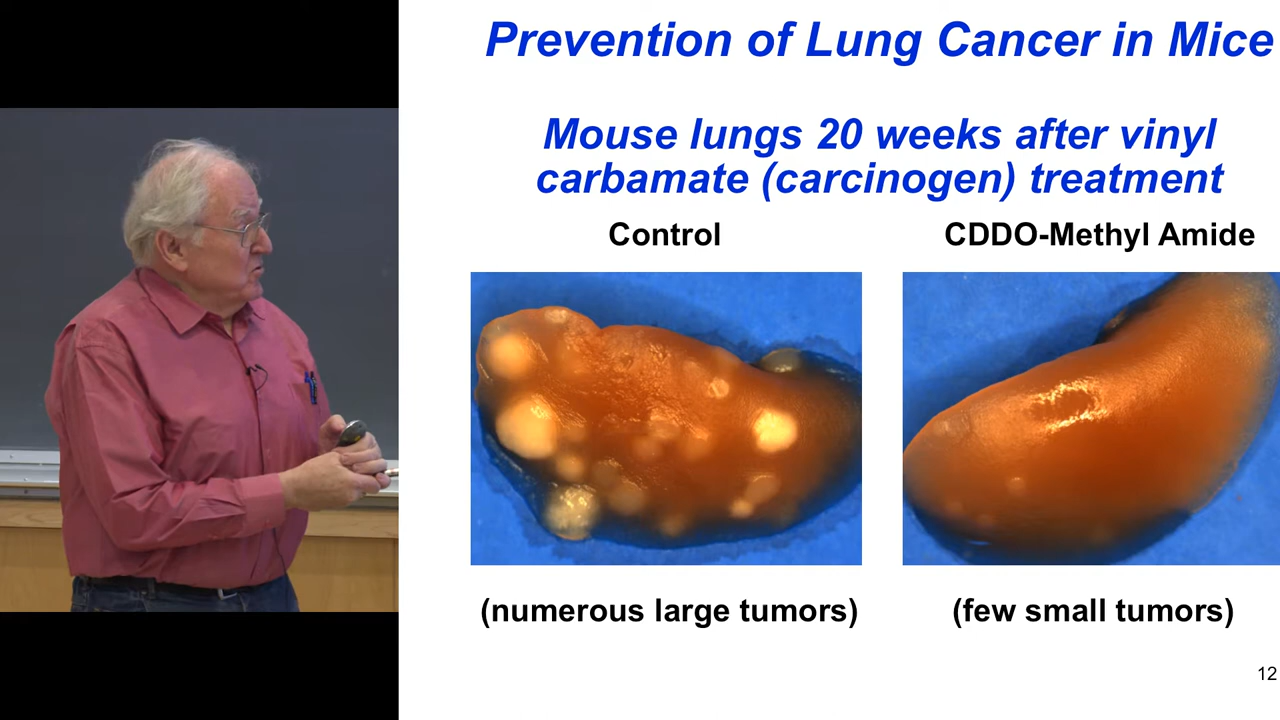 Prevention of Lung Cancer in Mice
Mouse lungs 20 weeks after vinyl
carbamate (carcinogen) treatment
Control
CDDO-Methyl Amide
(numerous large tumors)
(few small tumors)
12